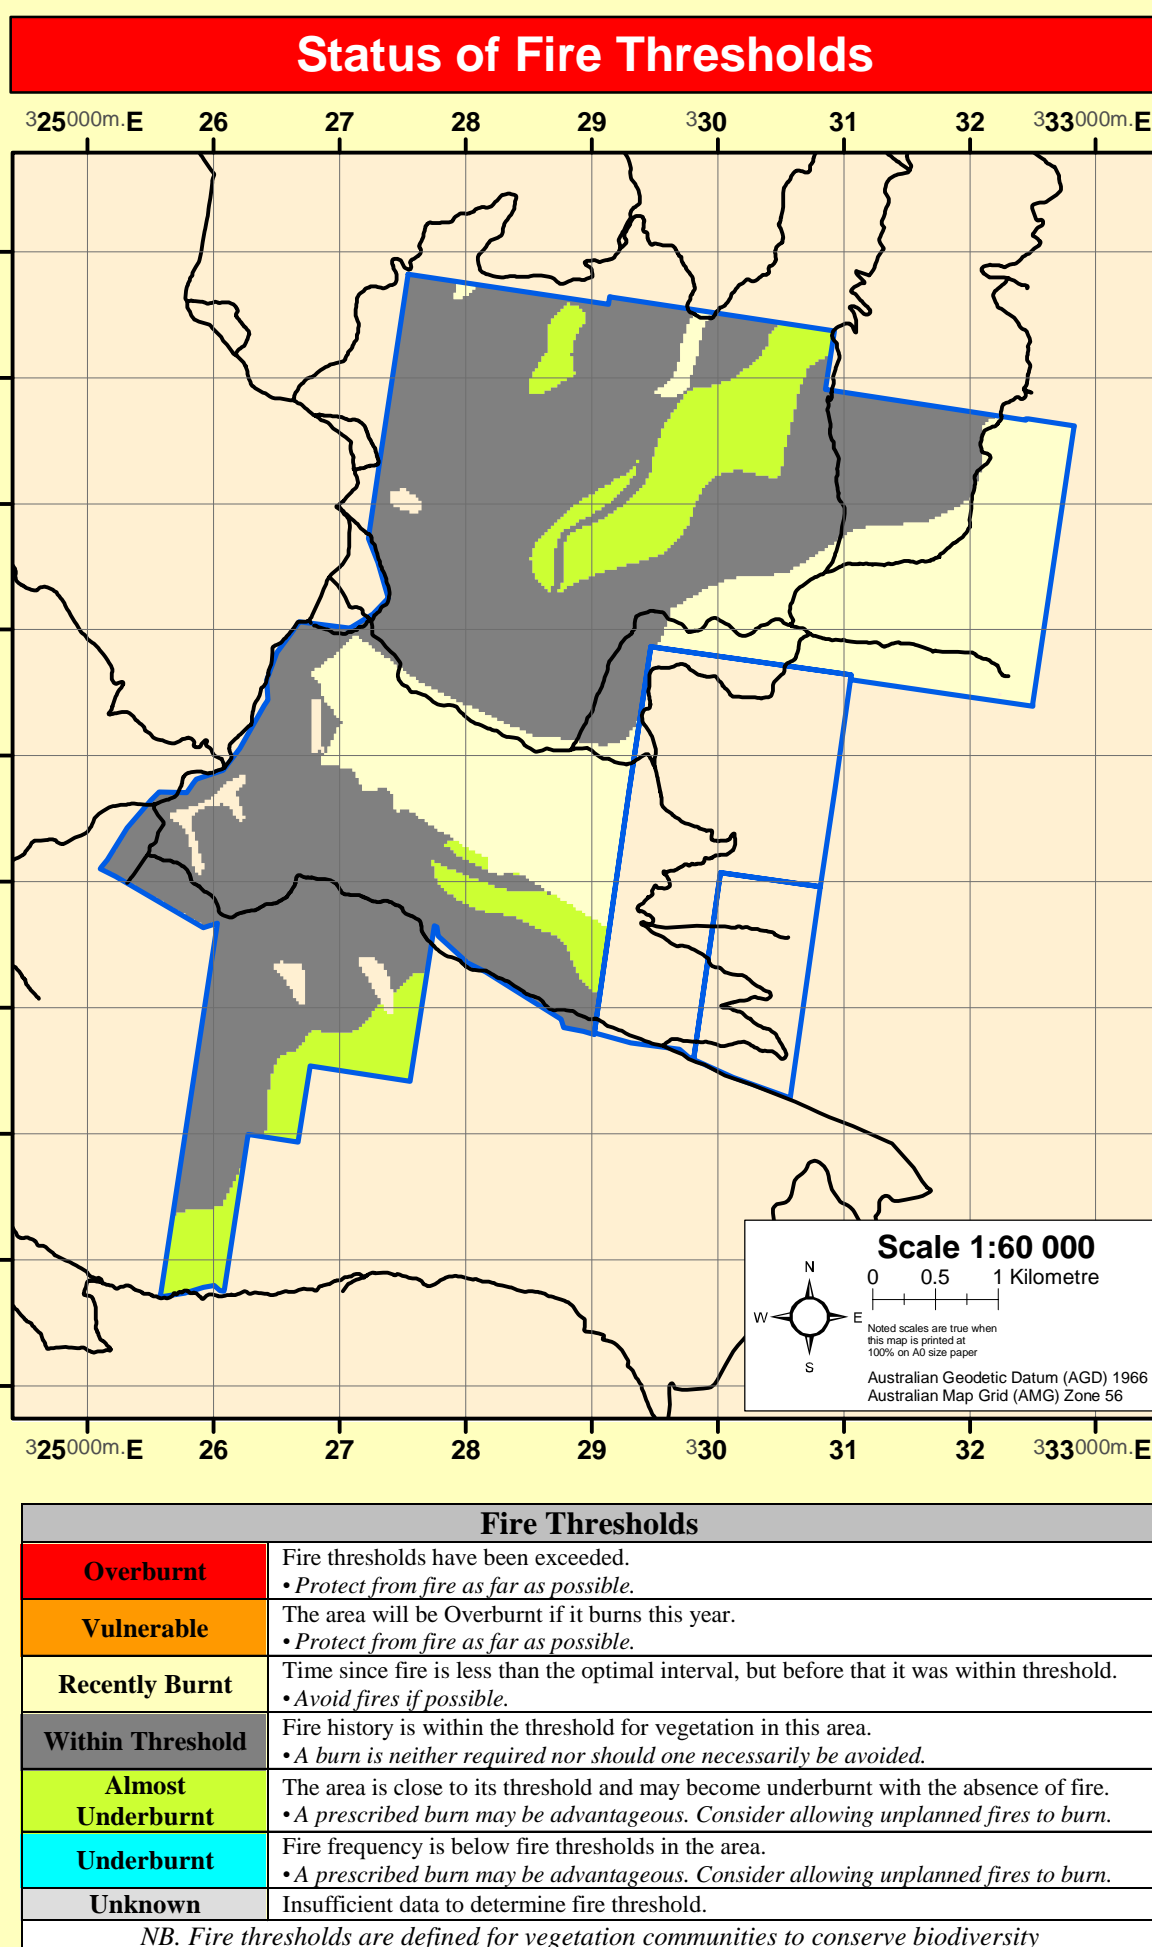 Status of Fire Thresholds
325000m.E 26 27 28 29 330 31 32 333000m.E
Scale 1:60 000
0 0.5 1 Kilometre
N
W E
S
Noted scales are true when
this map is printed at
100% on A0 size paper
Australian Geodetic Datum (AGD) 1966
Australian Map Grid (AMG) Zone 56
325000m.E 26 27 28 29 330 31 32 333000m.E
Fire Thresholds
Overburnt
Fire thresholds have been exceeded.
• Protect from fire as far as possible.
Vulnerable
The area will be Overburnt if it burns this year.
• Protect from fire as far as possible.
Recently Burnt
Time since fire is less than the optimal interval, but before that it was within threshold.
• Avoid fires if possible.
Within Threshold
Fire history is within the threshold for vegetation in this area.
• A burn is neither required nor should one necessarily be avoided.
Almost
Underburnt
The area is close to its threshold and may become underburnt with the absence of fire.
• A prescribed burn may be advantageous. Consider allowing unplanned fires to burn.
Underburnt
Fire frequency is below fire thresholds in the area.
• A prescribed burn may be advantageous. Consider allowing unplanned fires to burn.
Unknown
Insufficient data to determine fire threshold.
NB. Fire thresholds are defined for vegetation communities to conserve biodiversity